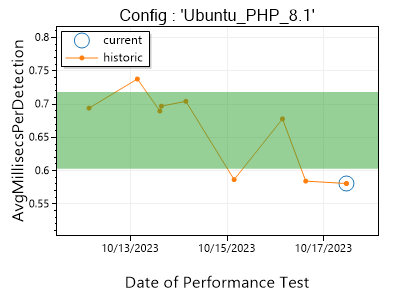 Config : 'Ubuntu_PHP_8.1'
AvgMillisecsPerDetection
0.8
0.75
0.7
0.65
0.6
0.55
current
historic
10/13/2023
10/15/2023
10/17/2023
Date of Performance Test